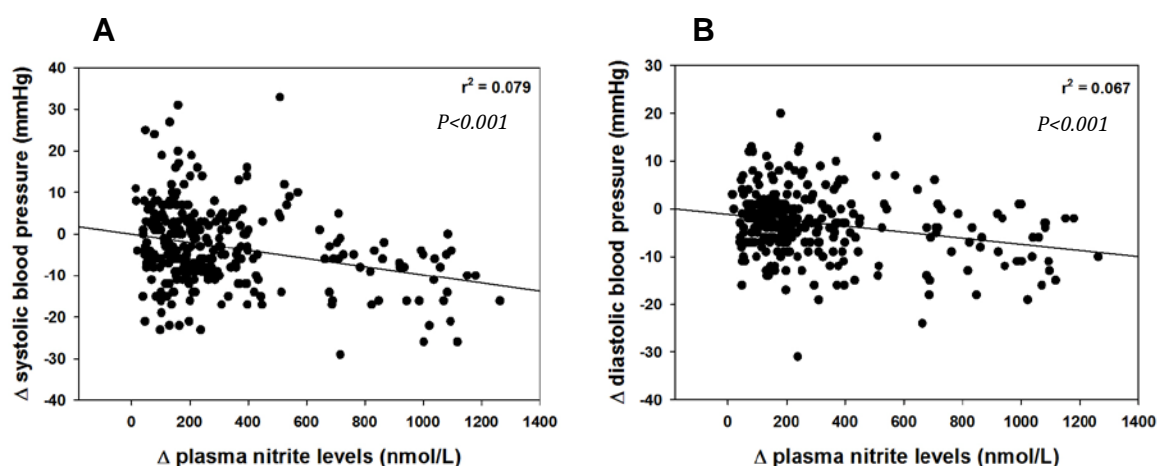 A
Δ systolic blood pressure (mmHg)
40
30
20
10
0
-10
-20
-30
-40
r² = 0.079
P<0.001
0 200 400 600 800 1000 1200 1400
Δ plasma nitrite levels (nmol/L)
B
Δ diastolic blood pressure (mmHg)
30
20
10
0
-10
-20
-30
-40
r² = 0.067
P<0.001
0 200 400 600 800 1000 1200 1400
Δ plasma nitrite levels (nmol/L)